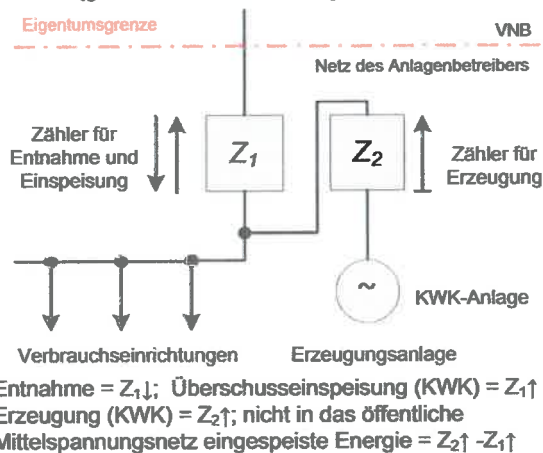 Eigentumsgrenze
VNB
Netz des Anlagenbetreibers
Zähler für
Entnahme und
Einspeisung
Z1
Z2
Zähler für
Erzeugung
~
KWK-Anlage
Verbrauchseinrichtungen
Erzeugungsanlage
Entnahme = Z1↓; Überschusseinspeisung (KWK) = Z1↑
Erzeugung (KWK) = Z2↑; nicht in das öffentliche
Mittelspannungsnetz eingespeiste Energie = Z2↑ -Z1↑